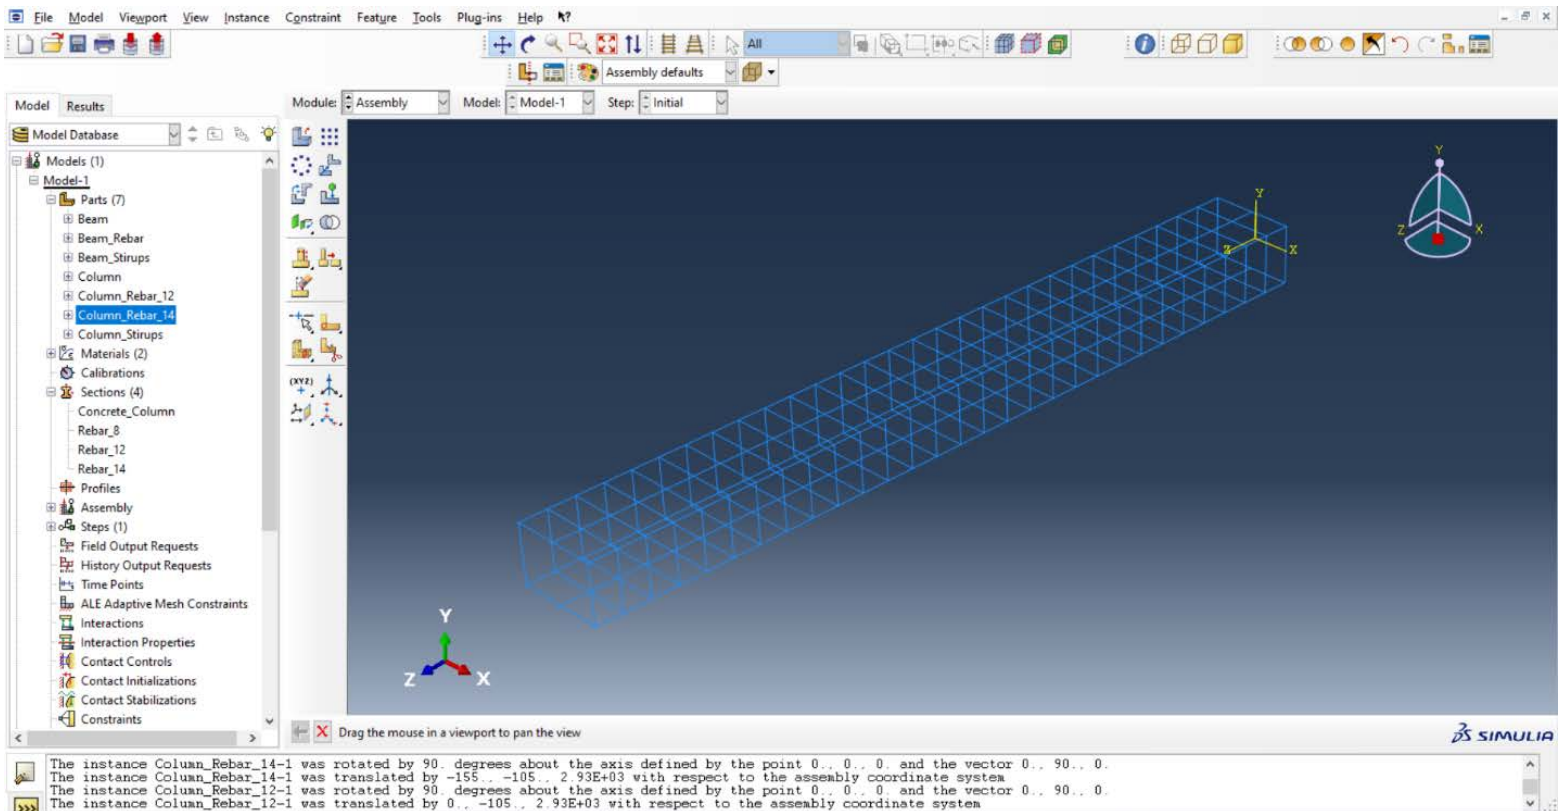 File Model Viewport View Instance Constraint Feature Tools Plug-ins Help
All
Assembly defaults
Model Results
Module: Assembly Model: Model-1 Step: Initial
Model Database
Models (1)
Model-1
Parts (7)
Beam
Beam_Rebar
Beam_Stirups
Column
Column_Rebar_12
Column_Rebar_14
Column_Stirups
Materials (2)
Calibrations
Sections (4)
Concrete_Column
Rebar_8
Rebar_12
Rebar_14
Profiles
Assembly
Steps (1)
Field Output Requests
History Output Requests
Time Points
ALE Adaptive Mesh Constraints
Interactions
Interaction Properties
Contact Controls
Contact Initializations
Contact Stabilizations
Constraints
(XYZ)
Y
Z
X
Y
Z
X
Y
Z
X
Drag the mouse in a viewport to pan the view
SIMULIA
The instance Column_Rebar_14-1 was rotated by 90. degrees about the axis defined by the point 0., 0., 0. and the vector 0., 90., 0.
The instance Column_Rebar_14-1 was translated by -155., -105., 2.93E+03 with respect to the assembly coordinate system
The instance Column_Rebar_12-1 was rotated by 90. degrees about the axis defined by the point 0., 0., 0. and the vector 0., 90., 0.
The instance Column_Rebar_12-1 was translated by 0., -105., 2.93E+03 with respect to the assembly coordinate system